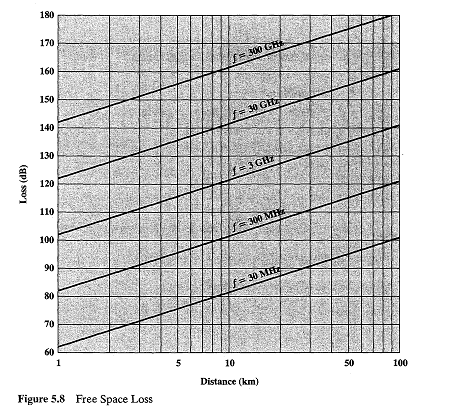 180
170
160
150
140
130
120
110
100
90
80
70
60
Loss (dB)
f = 300 GHz
f = 30 GHz
f = 3 GHz
f = 300 MHz
f = 30 MHz
1 5 10 50 100
Distance (km)
Figure 5.8 Free Space Loss